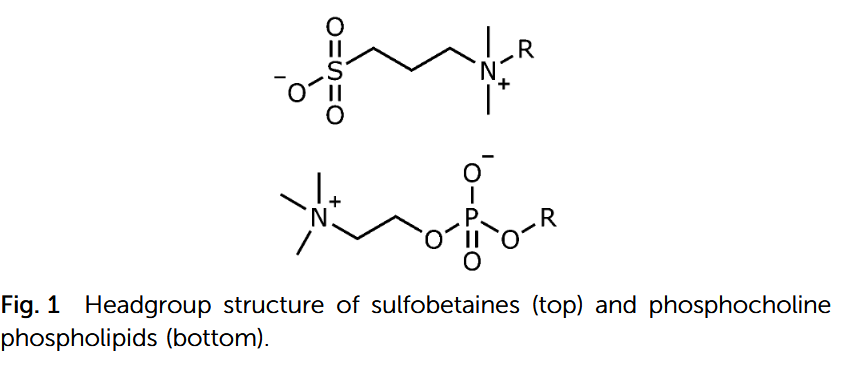 O
S
−O
O
N+
R
O−
N+
O
P
O
R
O
Fig. 1 Headgroup structure of sulfobetaines (top) and phosphocholine
phospholipids (bottom).